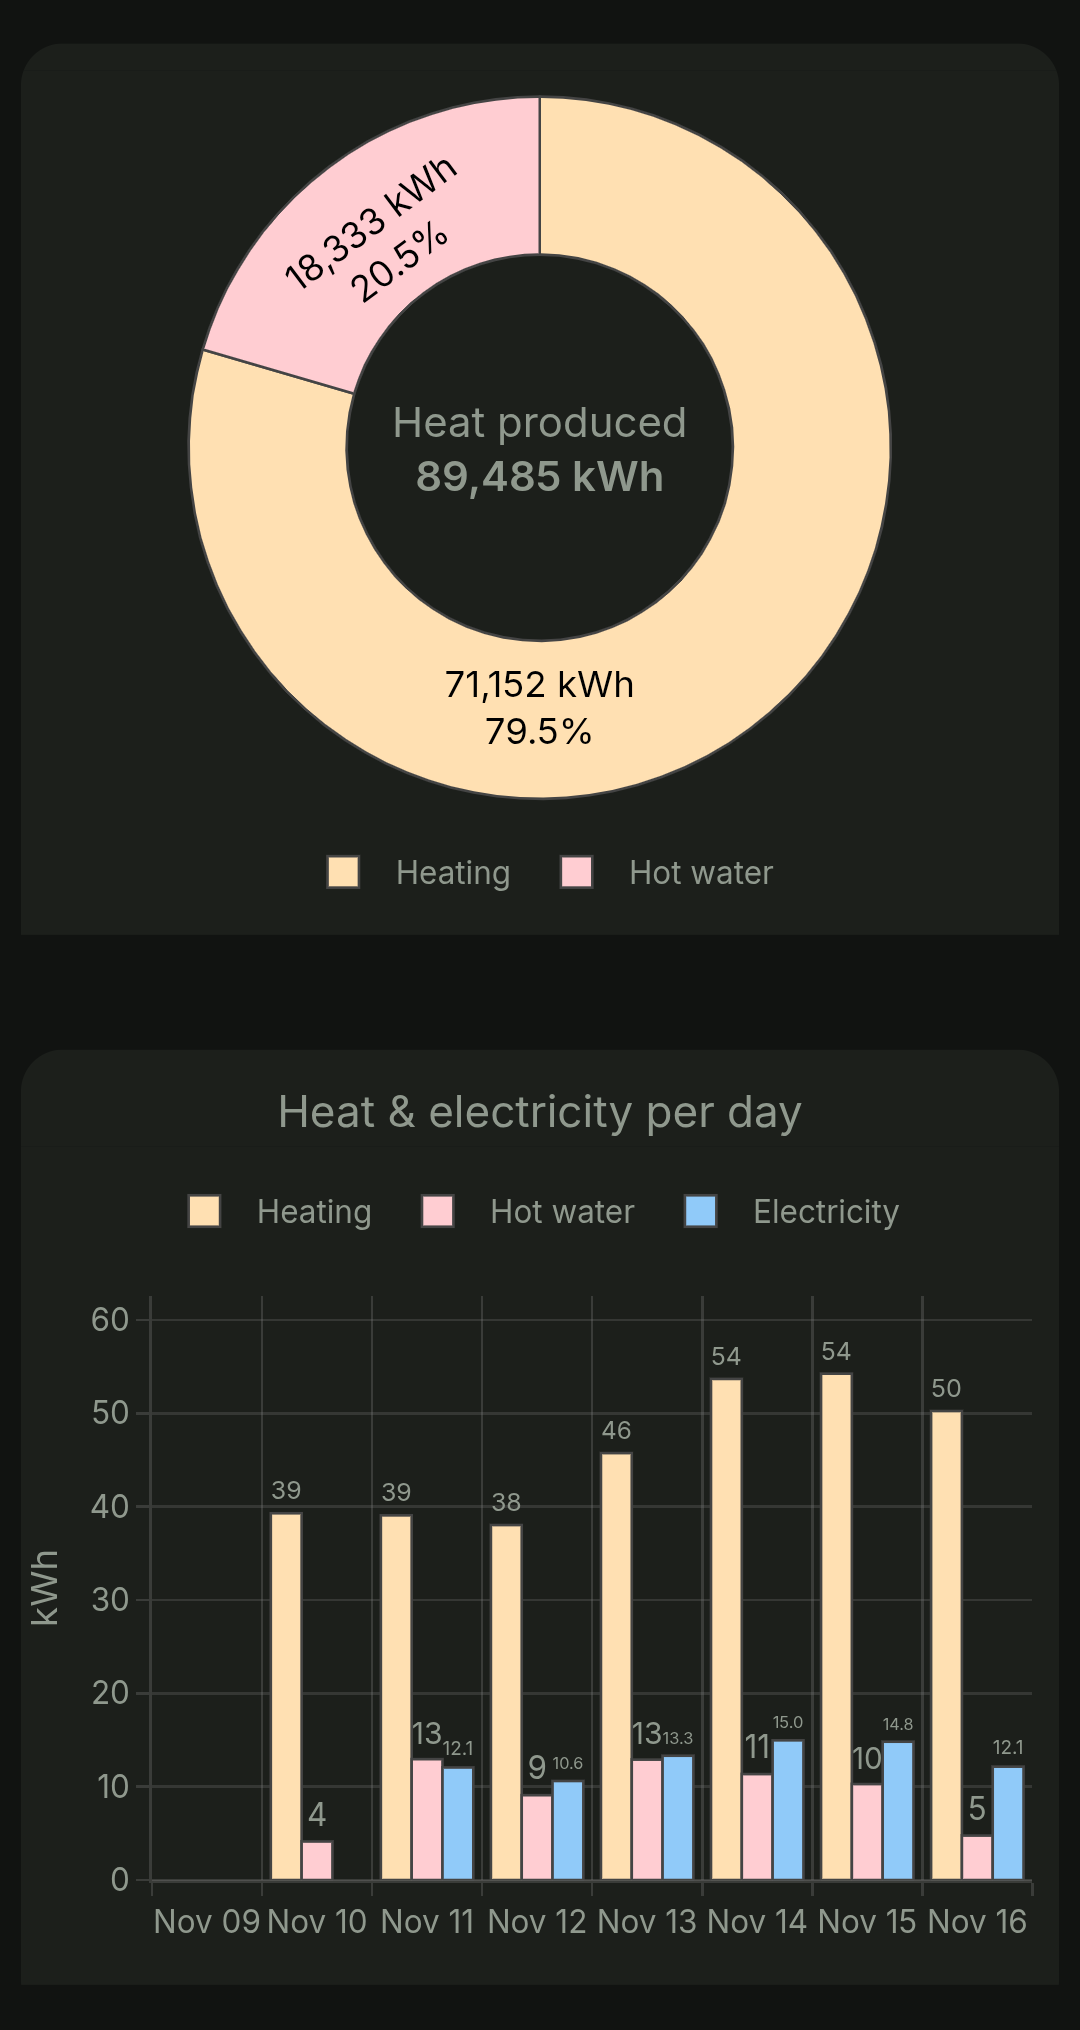 18,333 kWh
20.5%
Heat produced
89,485 kWh
71,152 kWh
79.5%
Heating
Hot water
Heat & electricity per day
Heating
Hot water
Electricity
kWh
60
50
40
30
20
10
0
39
4
39
13
12.1
38
9
10.6
46
13
13.3
54
11
15.0
54
10
14.8
50
5
12.1
Nov 09
Nov 10
Nov 11
Nov 12
Nov 13
Nov 14
Nov 15
Nov 16